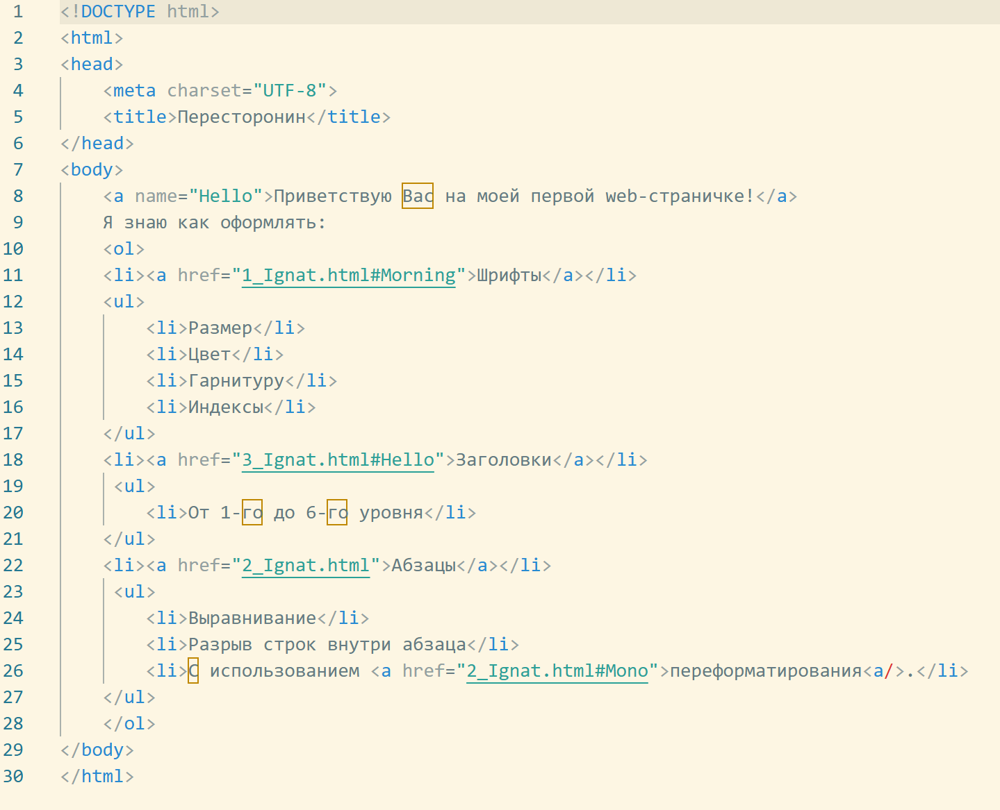 1 <!DOCTYPE html>
2 <html>
3 <head>
4 <meta charset="UTF-8">
5 <title>Пересторонин</title>
6 </head>
7 <body>
8 <a name="Hello">Приветствую Вас на моей первой web-страничке!</a>
9 Я знаю как оформлять:
10 <ol>
11 <li><a href="1_Ignat.html#Morning">Шрифты</a></li>
12 <ul>
13 <li>Размер</li>
14 <li>Цвет</li>
15 <li>Гарнитуру</li>
16 <li>Индексы</li>
17 </ul>
18 <li><a href="3_Ignat.html#Hello">Заголовки</a></li>
19 <ul>
20 <li>От 1-го до 6-го уровня</li>
21 </ul>
22 <li><a href="2_Ignat.html">Абзацы</a></li>
23 <ul>
24 <li>Выравнивание</li>
25 <li>Разрыв строк внутри абзаца</li>
26 <li>С использованием <a href="2_Ignat.html#Mono">переформатирования<a/>.</li>
27 </ul>
28 </ol>
29 </body>
30 </html>